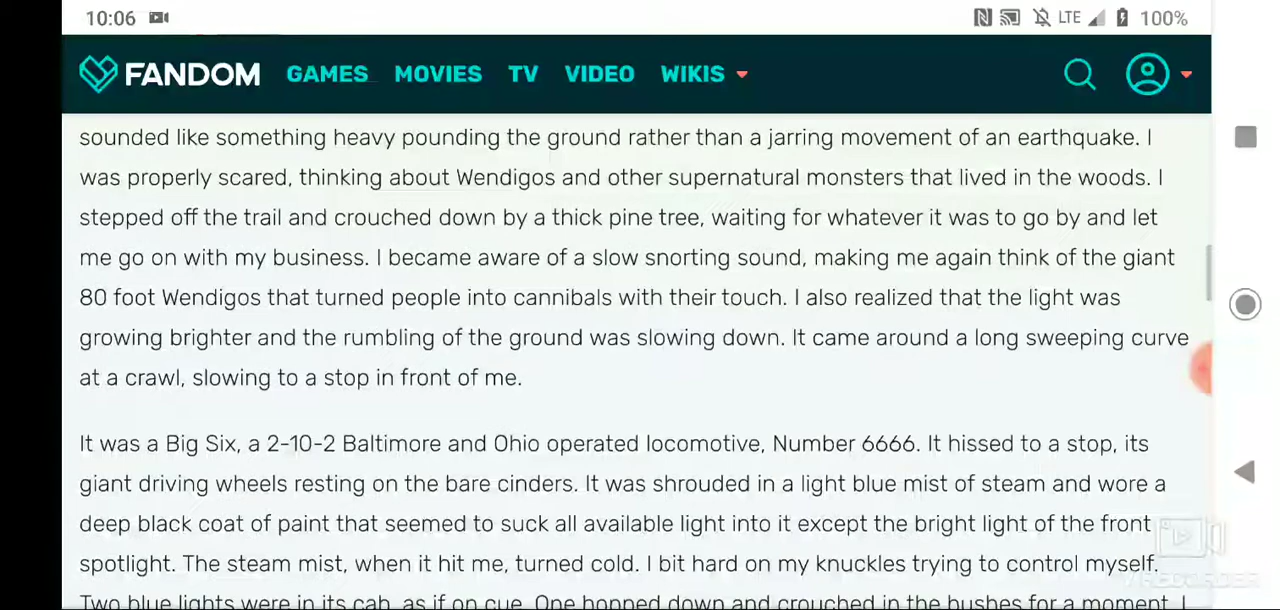 10:06 LTE 100%
FANDOM GAMES MOVIES TV VIDEO WIKIS
sounded like something heavy pounding the ground rather than a jarring movement of an earthquake. I
was properly scared, thinking about Wendigos and other supernatural monsters that lived in the woods. I
stepped off the trail and crouched down by a thick pine tree, waiting for whatever it was to go by and let
me go on with my business. I became aware of a slow snorting sound, making me again think of the giant
80 foot Wendigos that turned people into cannibals with their touch. I also realized that the light was
growing brighter and the rumbling of the ground was slowing down. It came around a long sweeping curve
at a crawl, slowing to a stop in front of me.
It was a Big Six, a 2-10-2 Baltimore and Ohio operated locomotive, Number 6666. It hissed to a stop, its
giant driving wheels resting on the bare cinders. It was shrouded in a light blue mist of steam and wore a
deep black coat of paint that seemed to suck all available light into it except the bright light of the front
spotlight. The steam mist, when it hit me, turned cold. I bit hard on my knuckles trying to control myself.
Two blue lights were in its cab, as if on cue. One hopped down and crouched in the bushes for a moment. I